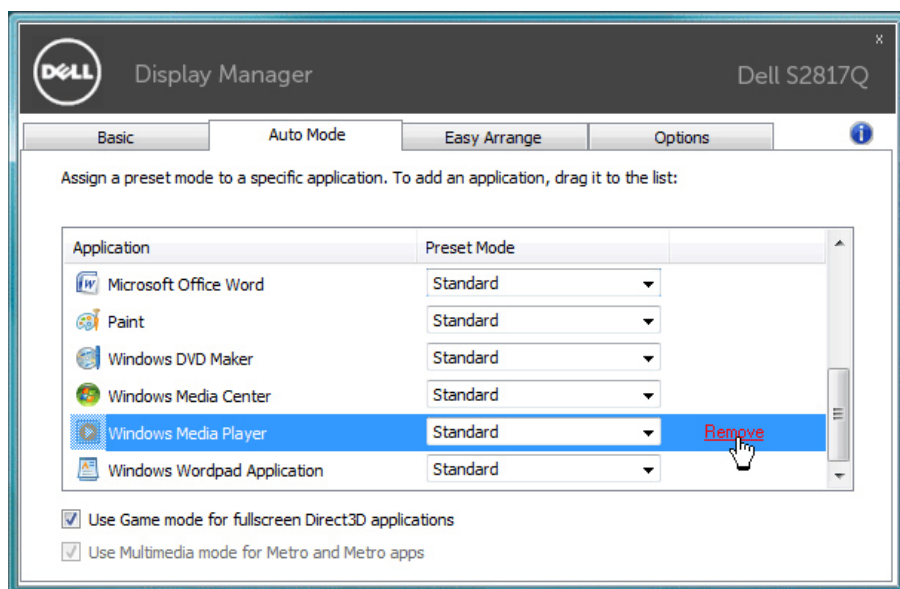 x
DELL Display Manager Dell S2817Q
Basic Auto Mode Easy Arrange Options i
Assign a preset mode to a specific application. To add an application, drag it to the list:
Application Preset Mode
W Microsoft Office Word Standard
Paint Standard
Windows DVD Maker Standard
Windows Media Center Standard
Windows Media Player Standard Remove
Windows Wordpad Application Standard
Use Game mode for fullscreen Direct3D applications
Use Multimedia mode for Metro and Metro apps